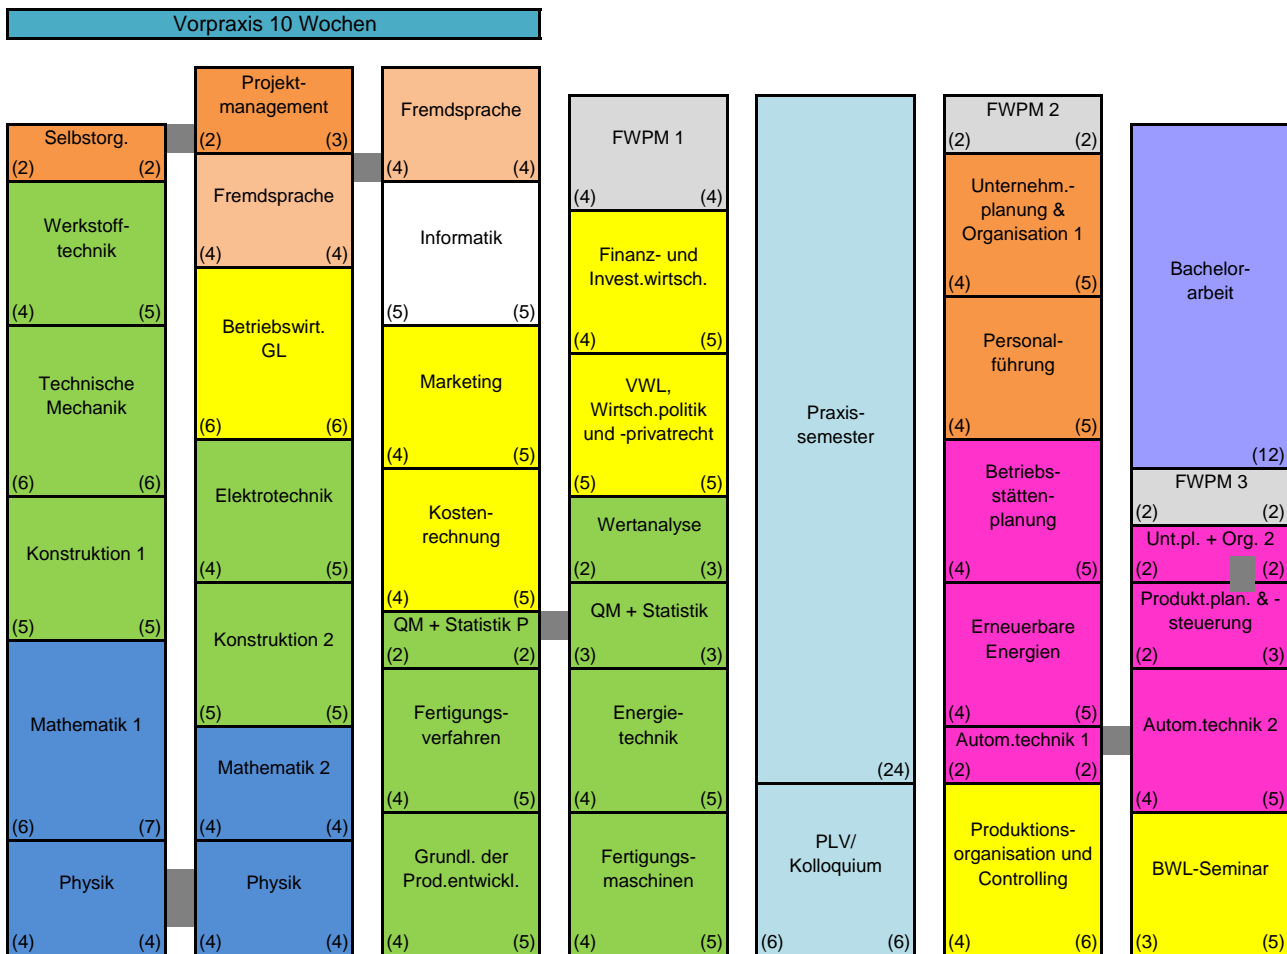 Vorpraxis 10 Wochen
Selbstorg.
(2) (2)
Werkstoff-
technik
(4) (5)
Technische
Mechanik
(6) (6)
Konstruktion 1
(5) (5)
Mathematik 1
(6) (7)
Physik
(4) (4)
Projekt-
management
(2) (3)
Fremdsprache
(4) (4)
Betriebswirt.
GL
(6) (6)
Elektrotechnik
(4) (5)
Konstruktion 2
(5) (5)
Mathematik 2
(4) (4)
Physik
(4) (4)
Fremdsprache
(4) (4)
Informatik
(5) (5)
Marketing
(4) (5)
Kosten-
rechnung
(4) (5)
QM + Statistik P
(2) (2)
Fertigungs-
verfahren
(4) (5)
Grundl. der
Prod.entwickl.
(4) (5)
FWPM 1
(4) (4)
Finanz- und
Invest.wirtsch.
(4) (5)
VWL,
Wirtsch.politik
und -privatrecht
(5) (5)
Wertanalyse
(2) (3)
QM + Statistik
(3) (3)
Energie-
technik
(4) (5)
Fertigungs-
maschinen
(4) (5)
Praxis-
semester
(24)
PLV/
Kolloquium
(6) (6)
FWPM 2
(2) (2)
Unternehm.-
planung &
Organisation 1
(4) (5)
Personal-
führung
(4) (5)
Betriebs-
stätten-
planung
(4) (5)
Erneuerbare
Energien
(4) (5)
Autom.technik 1
(2) (2)
Produktions-
organisation und
Controlling
(4) (6)
Bachelor-
arbeit
(12)
FWPM 3
(2) (2)
Unt.pl. + Org. 2
(2) (2)
Produkt.plan. & -
steuerung
(2) (3)
Autom.technik 2
(4) (5)
BWL-Seminar
(3) (5)